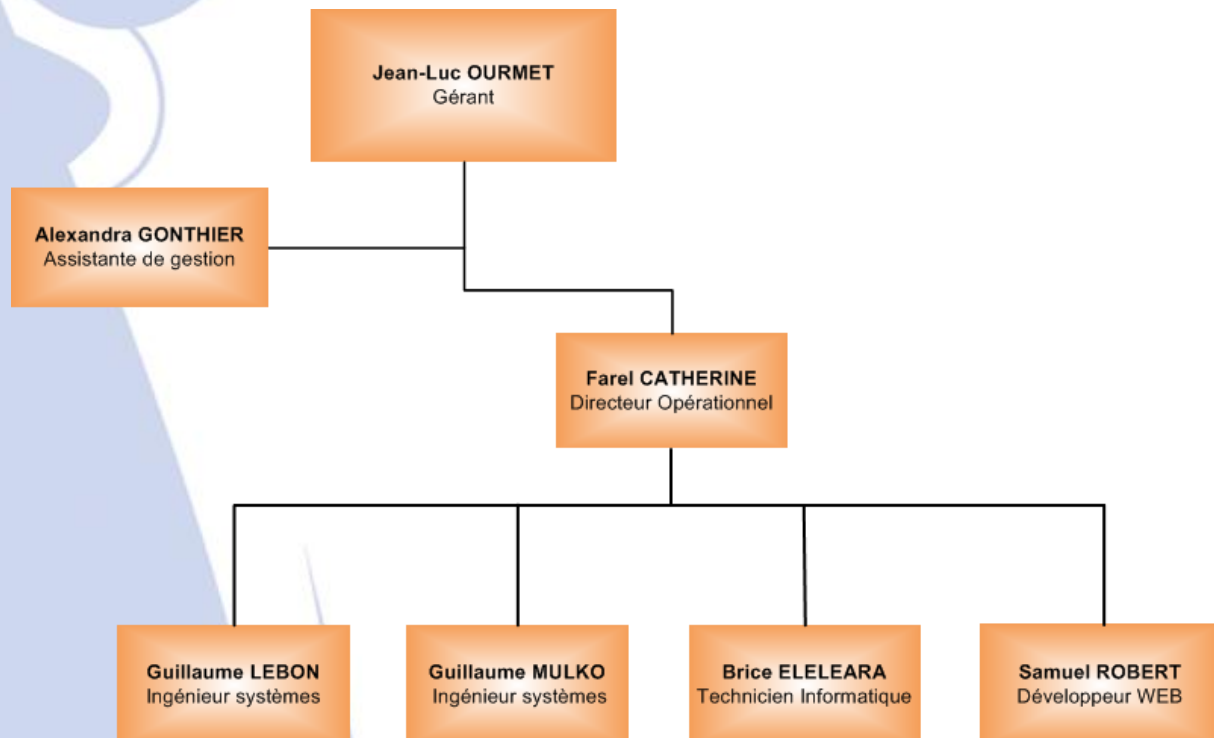 Jean-Luc OURMET
Gérant
Alexandra GONTHIER
Assistante de gestion
Farel CATHERINE
Directeur Opérationnel
Guillaume LEBON
Ingénieur systèmes
Guillaume MULKO
Ingénieur systèmes
Brice ELELEARA
Technicien Informatique
Samuel ROBERT
Développeur WEB